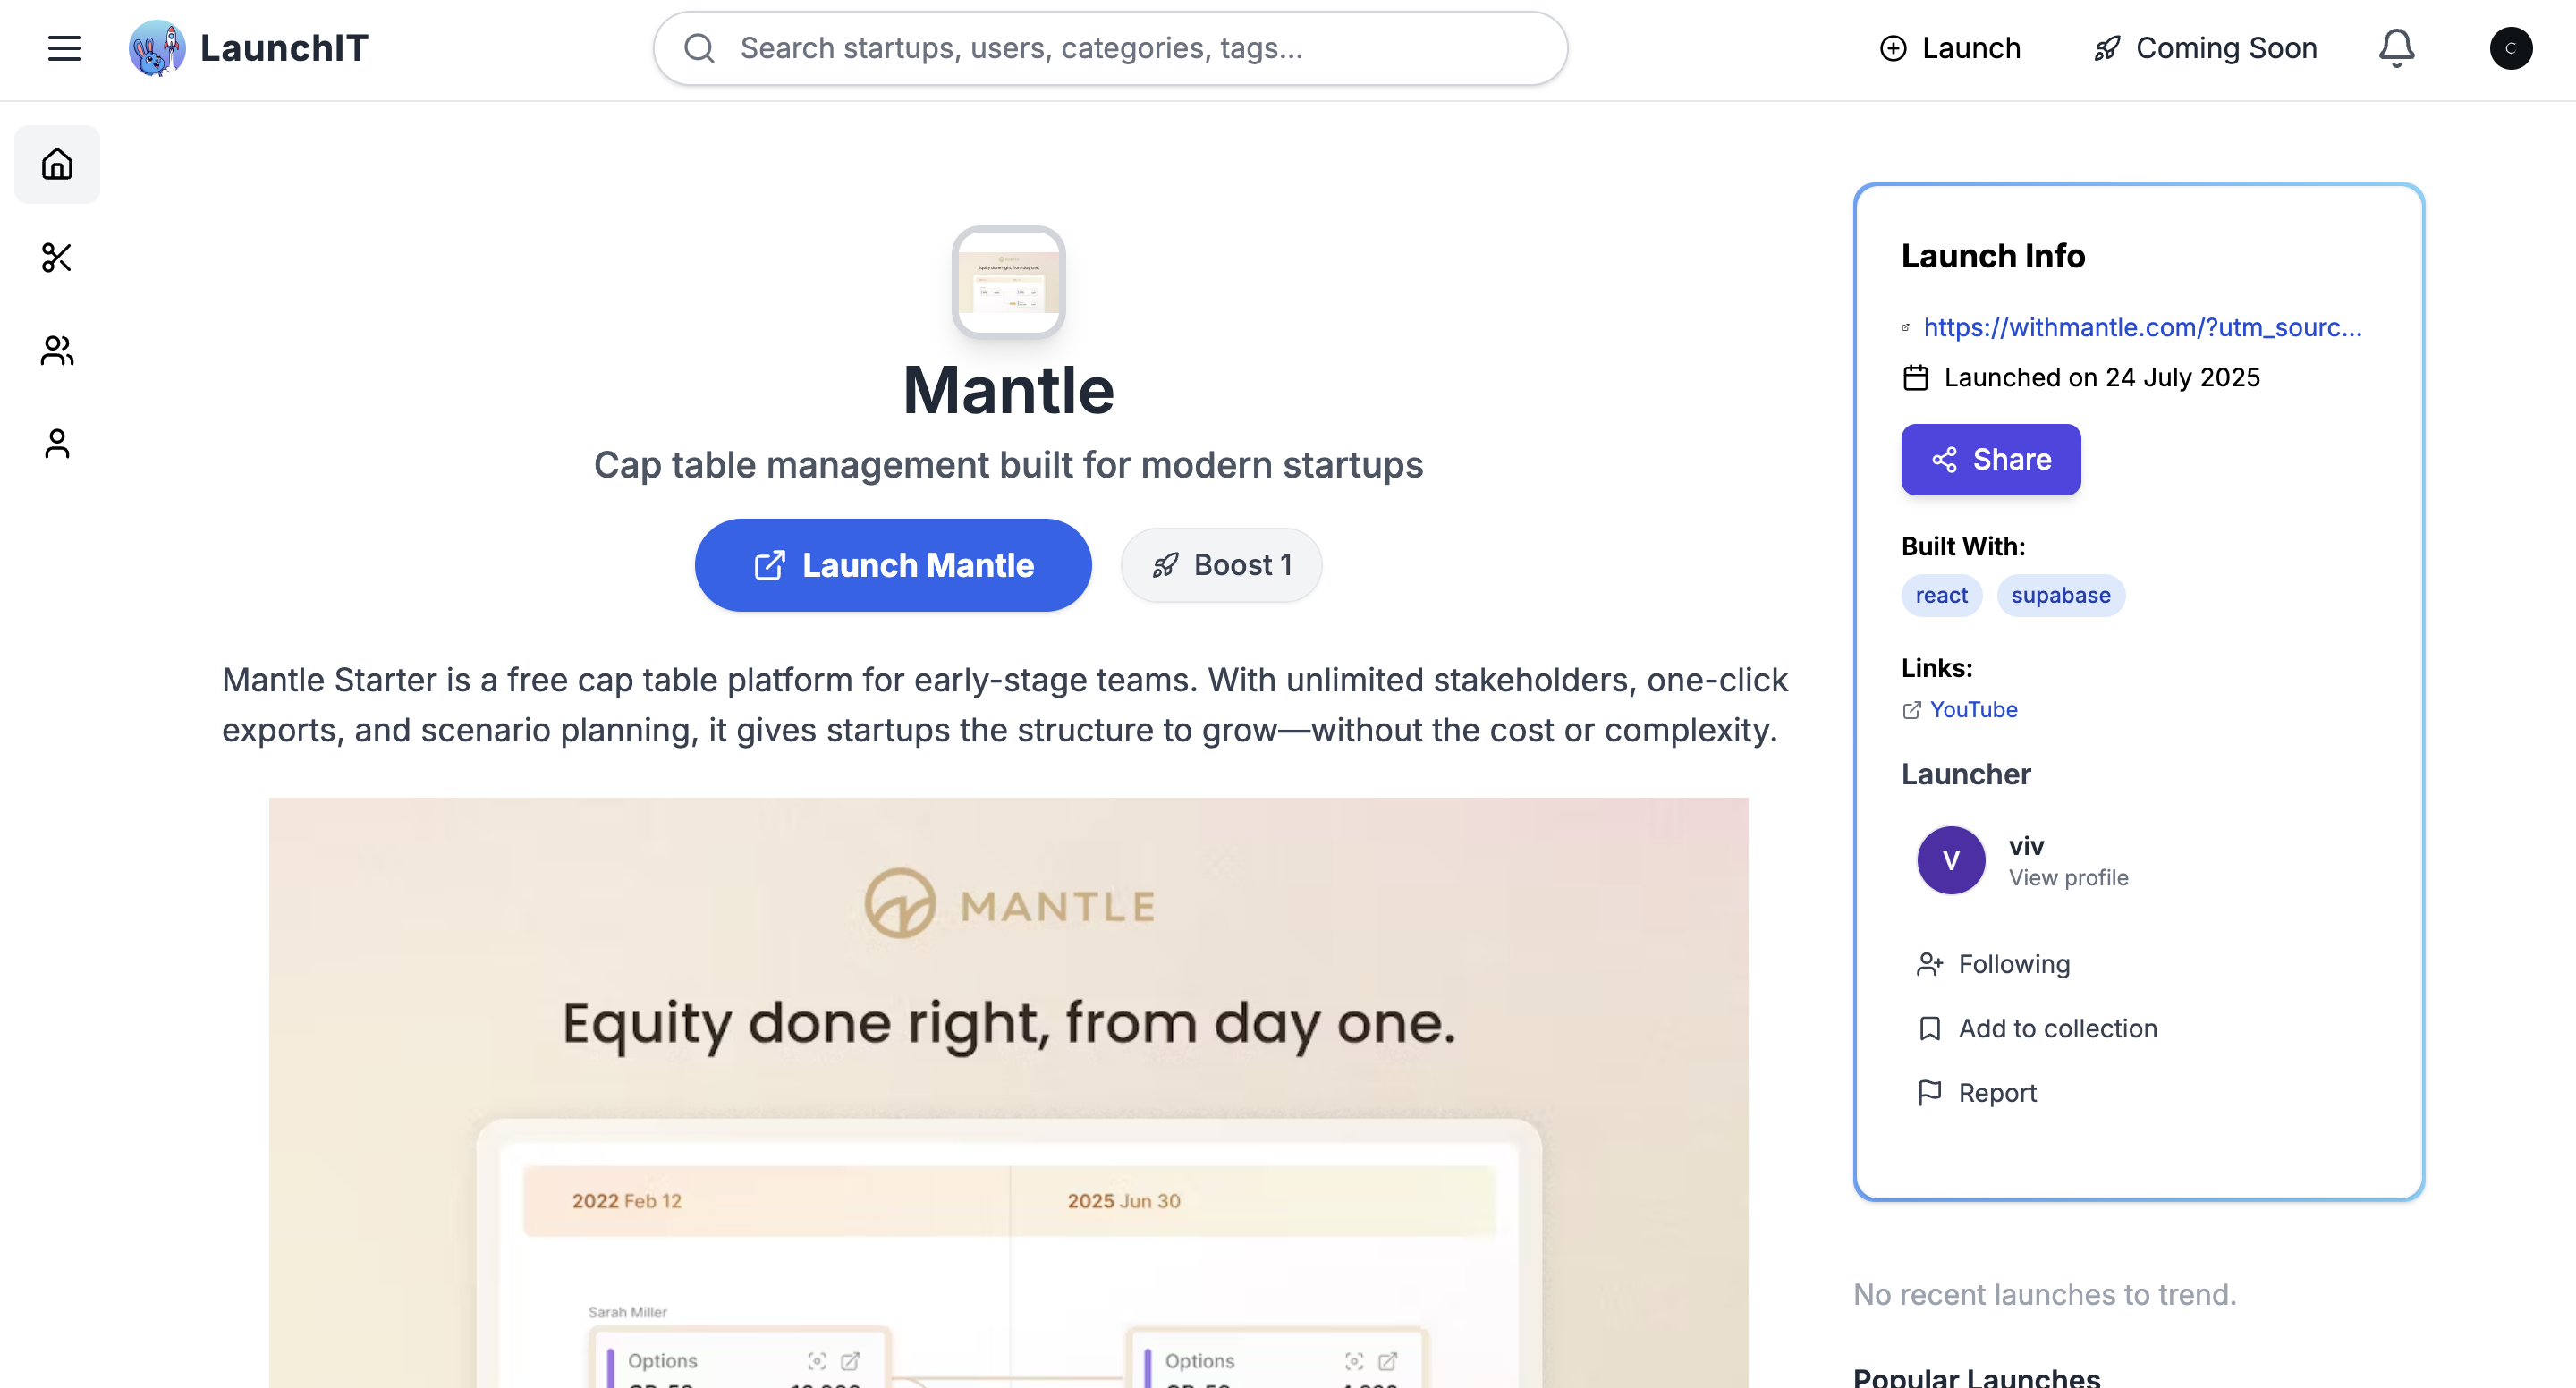 LaunchIT
Search startups, users, categories, tags...
Launch
Coming Soon
Mantle
Cap table management built for modern startups
Launch Mantle
Boost 1
Mantle Starter is a free cap table platform for early-stage teams. With unlimited stakeholders, one-click
exports, and scenario planning, it gives startups the structure to grow—without the cost or complexity.
MANTLE
Equity done right, from day one.
2022 Feb 12
2025 Jun 30
Sarah Miller
Options
Options
Launch Info
https://withmantle.com/?utm_sourc...
Launched on 24 July 2025
Share
Built With:
react
supabase
Links:
YouTube
Launcher
V
viv
View profile
Following
Add to collection
Report
No recent launches to trend.
Popular Launches